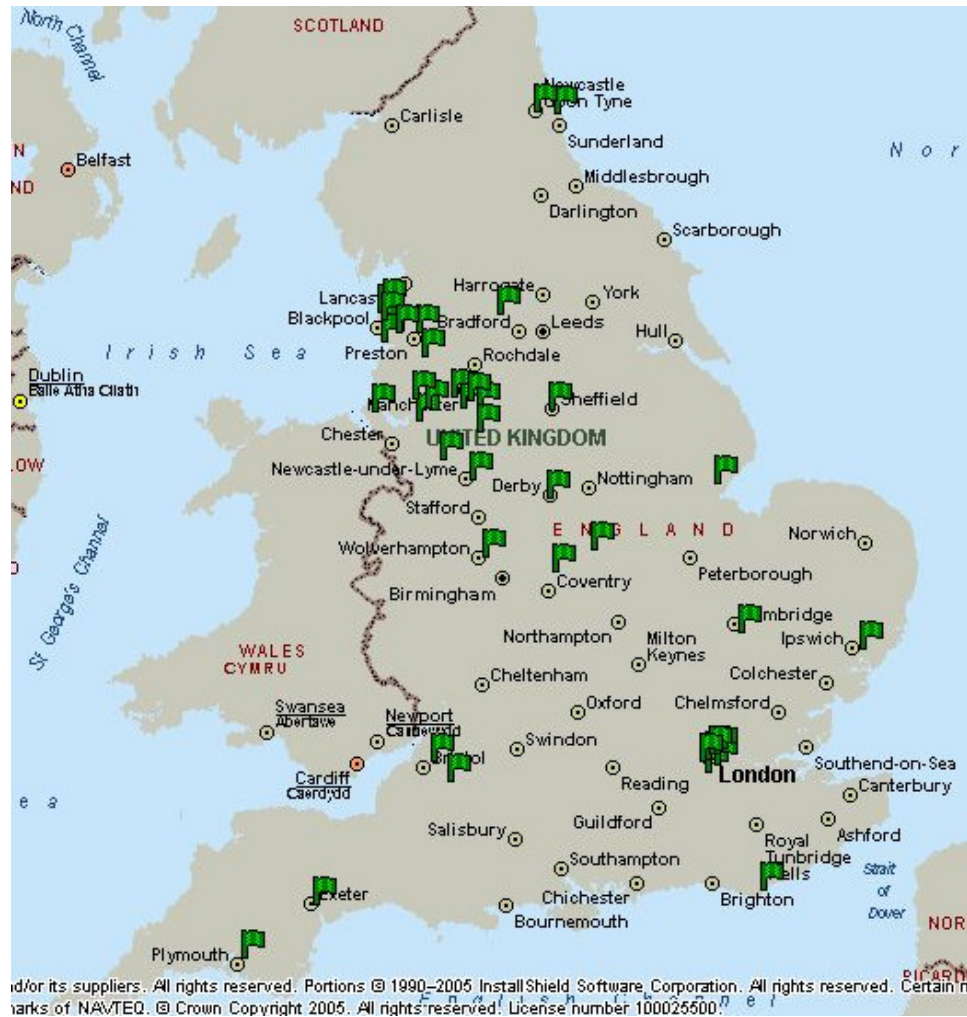 SCOTLAND
North
Channel
Newcastle
upon Tyne
Carlisle
Sunderland
Belfast
N o r
N
ND
Middlesbrough
Darlington
Scarborough
Harrogate
York
Lancas
Blackpool
Bradford
Leeds
Hull
I r i s h S e a
Preston
Rochdale
Dublin
Baile Atha Cliath
Sheffield
Chester
UNITED KINGDOM
LOW
Newcastle-under-Lyme
Derby
Nottingham
Stafford
E N G L A N D
Norwich
Wolverhampton
Peterborough
Birmingham
Coventry
St George's Channel
mbridge
Northampton
Ipswich
Milton
Keynes
WALES
CYMRU
Cheltenham
Colchester
Swansea
Abertawe
Newport
Casnewydd
Oxford
Chelmsford
Bristol
Swindon
Cardiff
Caerdydd
London
Southend-on-Sea
Reading
Canterbury
e a
Guildford
Salisbury
Royal
Tunbridge
Wells
Ashford
Southampton
Strait
of
Dover
Exeter
Chichester
Brighton
Bournemouth
NOR
Plymouth
PICARD
E n g l i s h C h a n n e l
d/or its suppliers. All rights reserved. Portions © 1990–2005 InstallShield Software Corporation. All rights reserved. Certain
arks of NAVTEQ. © Crown Copyright 2005. All rights reserved. License number 100025500.